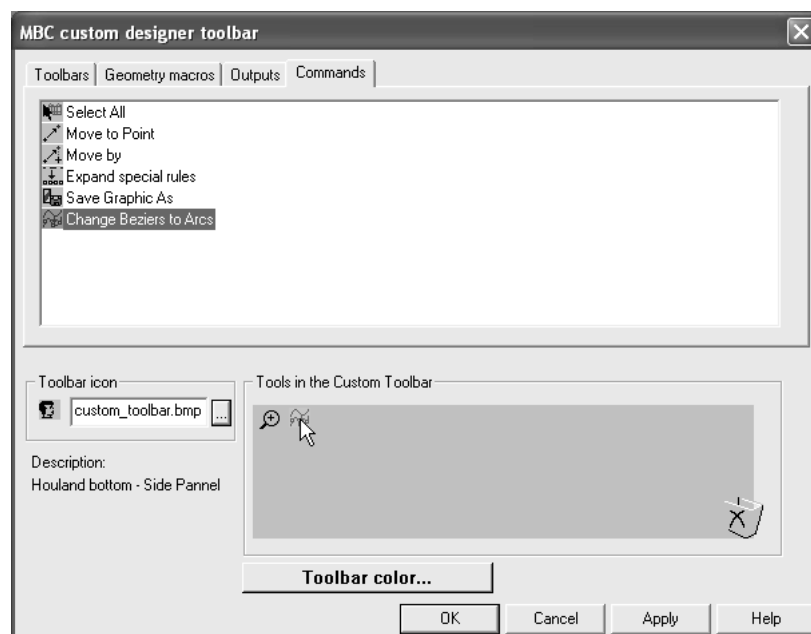 MBC custom designer toolbar
Toolbars Geometry macros Outputs Commands
Select All
Move to Point
Move by
Expand special rules
Save Graphic As
Change Beziers to Arcs
Toolbar icon
custom_toolbar.bmp ...
Description:
Houland bottom - Side Pannel
Tools in the Custom Toolbar
Toolbar color...
OK Cancel Apply Help